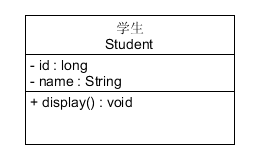 学生
Student
- id : long
- name : String
+ display() : void